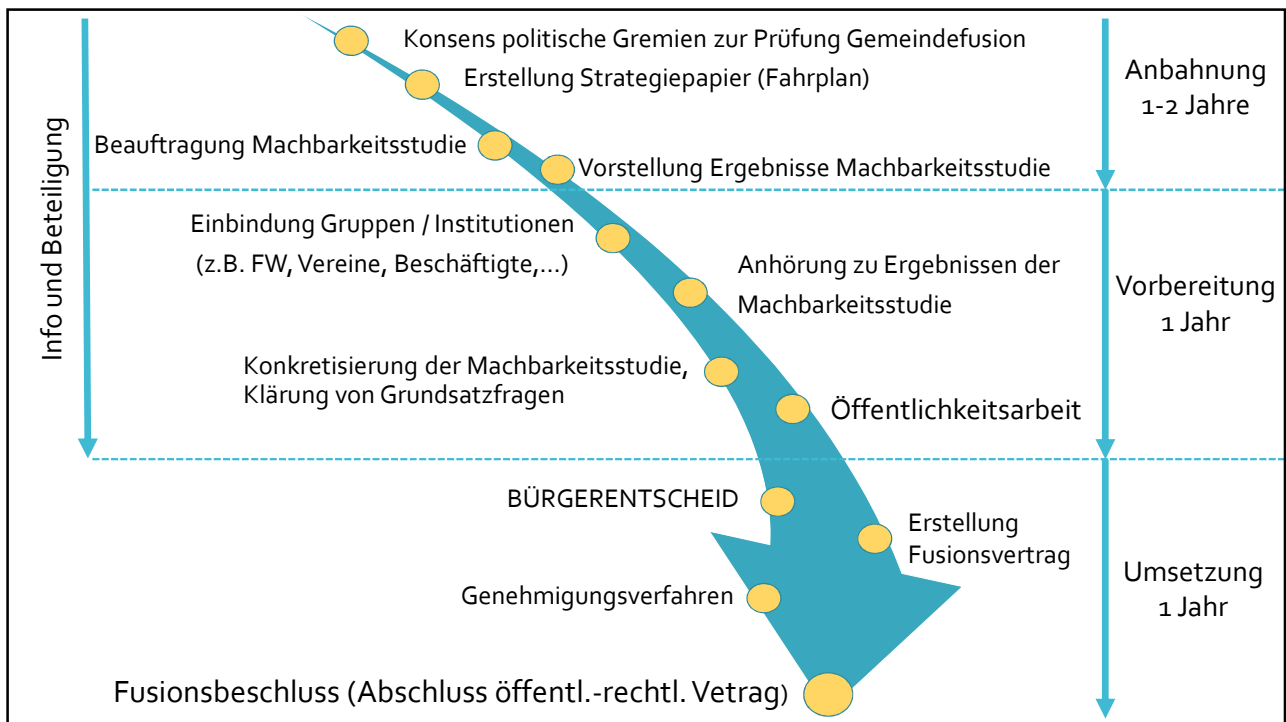 Konsens politische Gremien zur Prüfung Gemeindefusion
Erstellung Strategiepapier (Fahrplan)
Anbahnung
1-2 Jahre
Beauftragung Machbarkeitsstudie
Vorstellung Ergebnisse Machbarkeitsstudie
Info und Beteiligung
Einbindung Gruppen / Institutionen
(z.B. FW, Vereine, Beschäftigte,...)
Anhörung zu Ergebnissen der
Machbarkeitsstudie
Vorbereitung
1 Jahr
Konkretisierung der Machbarkeitsstudie,
Klärung von Grundsatzfragen
Öffentlichkeitsarbeit
BÜRGERENTSCHEID
Erstellung
Fusionsvertrag
Umsetzung
1 Jahr
Genehmigungsverfahren
Fusionsbeschluss (Abschluss öffentl.-rechtl. Vetrag)